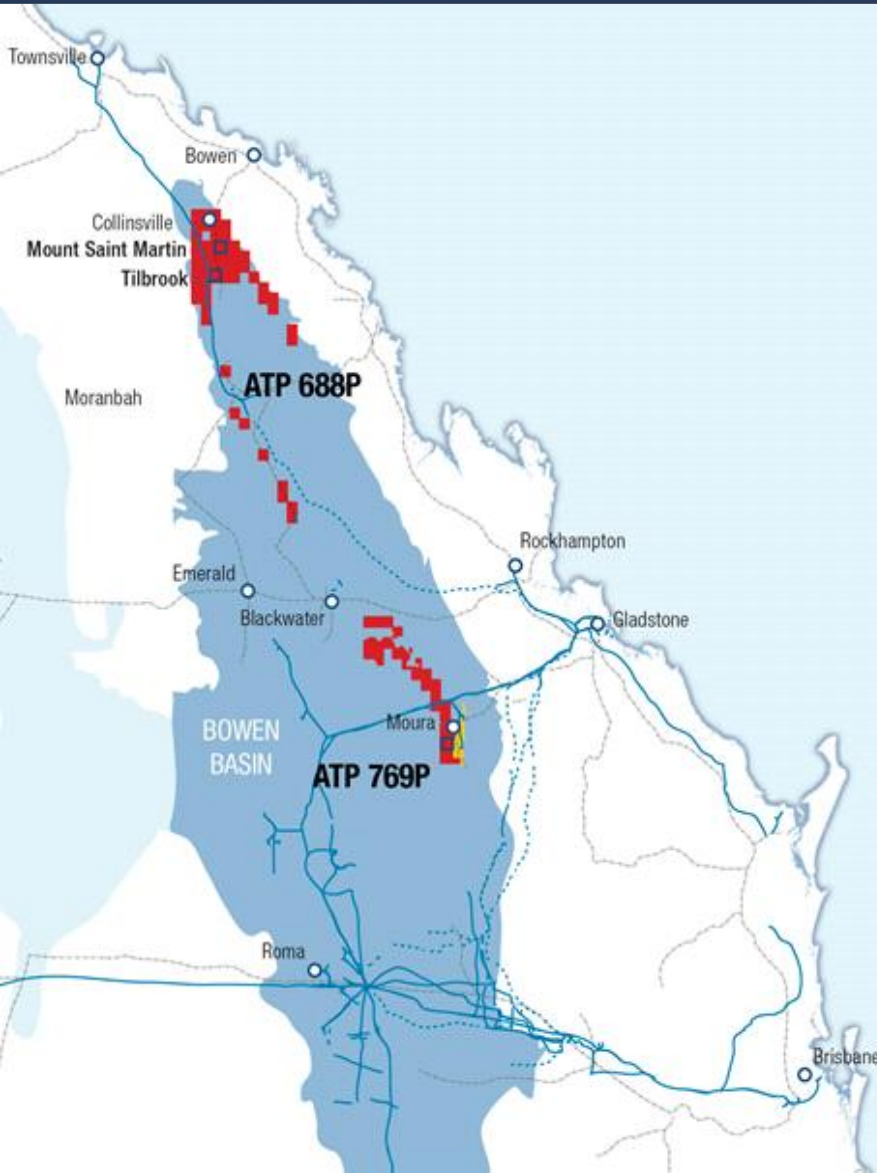 Townsville
Bowen
Collinsville
Mount Saint Martin
Tilbrook
ATP 688P
Moranbah
Rockhampton
Emerald
Blackwater
Gladstone
Moura
BOWEN
BASIN
ATP 769P
Roma
Brisbane